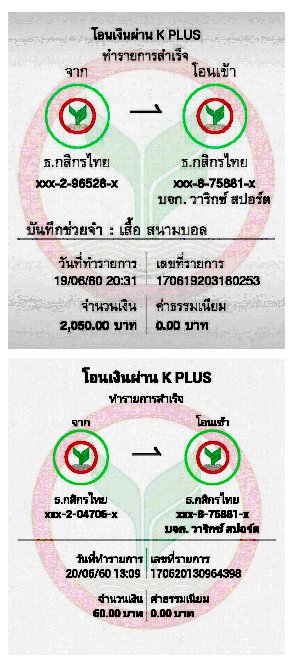 โอนเงินผ่าน K PLUS
ทำรายการสำเร็จ
จาก โอนเข้า
ธ.กสิกรไทย ธ.กสิกรไทย
xxx-2-96528-x xxx-8-75881-x
บจก. วาริกซ์ สปอร์ต
บันทึกช่วยจำ : เสื้อ สนามบอล
วันที่ทำรายการ เลขที่รายการ
19/06/60 20:31 170619203180253
จำนวนเงิน ค่าธรรมเนียม
2,050.00 บาท 0.00 บาท
โอนเงินผ่าน K PLUS
ทำรายการสำเร็จ
จาก โอนเข้า
ธ.กสิกรไทย ธ.กสิกรไทย
xxx-2-04706-x xxx-8-75881-x
บจก. วาริกซ์ สปอร์ต
วันที่ทำรายการ เลขที่รายการ
20/06/60 13:09 170620130964398
จำนวนเงิน ค่าธรรมเนียม
60.00 บาท 0.00 บาท